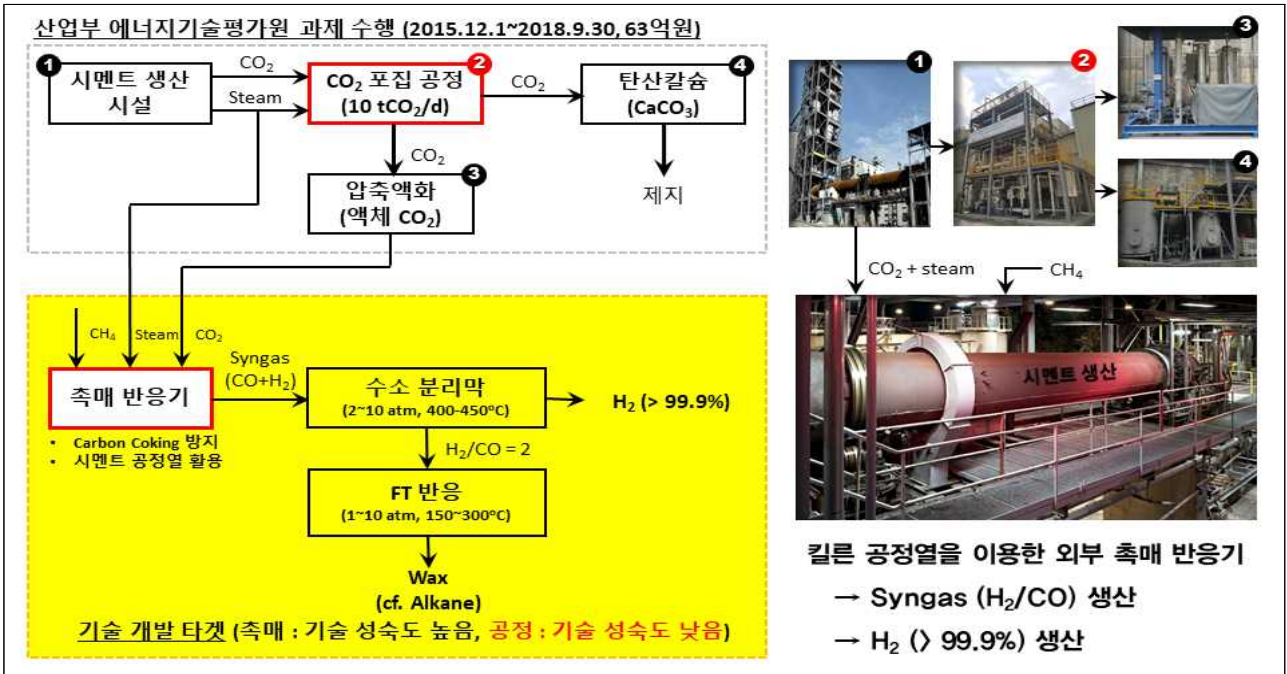 산업부 에너지기술평가원 과제 수행 (2015.12.1~2018.9.30, 63억원)
1
시멘트 생산
시설
CO₂
Steam
2
CO₂ 포집 공정
(10 tCO₂/d)
CO₂
4
탄산칼슘
(CaCO₃)
제지
CO₂
3
압축액화
(액체 CO₂)
CH₄
Steam
CO₂
촉매 반응기
• Carbon Coking 방지
• 시멘트 공정열 활용
Syngas
(CO+H₂)
수소 분리막
(2~10 atm, 400-450°C)
H₂ (> 99.9%)
H₂/CO = 2
FT 반응
(1~10 atm, 150~300°C)
Wax
(cf. Alkane)
기술 개발 타겟 (촉매 : 기술 성숙도 높음, 공정 : 기술 성숙도 낮음)
1
2
3
4
CO₂ + steam
CH₄
시멘트 생산
킬른 공정열을 이용한 외부 촉매 반응기
→ Syngas (H₂/CO) 생산
→ H₂ (> 99.9%) 생산